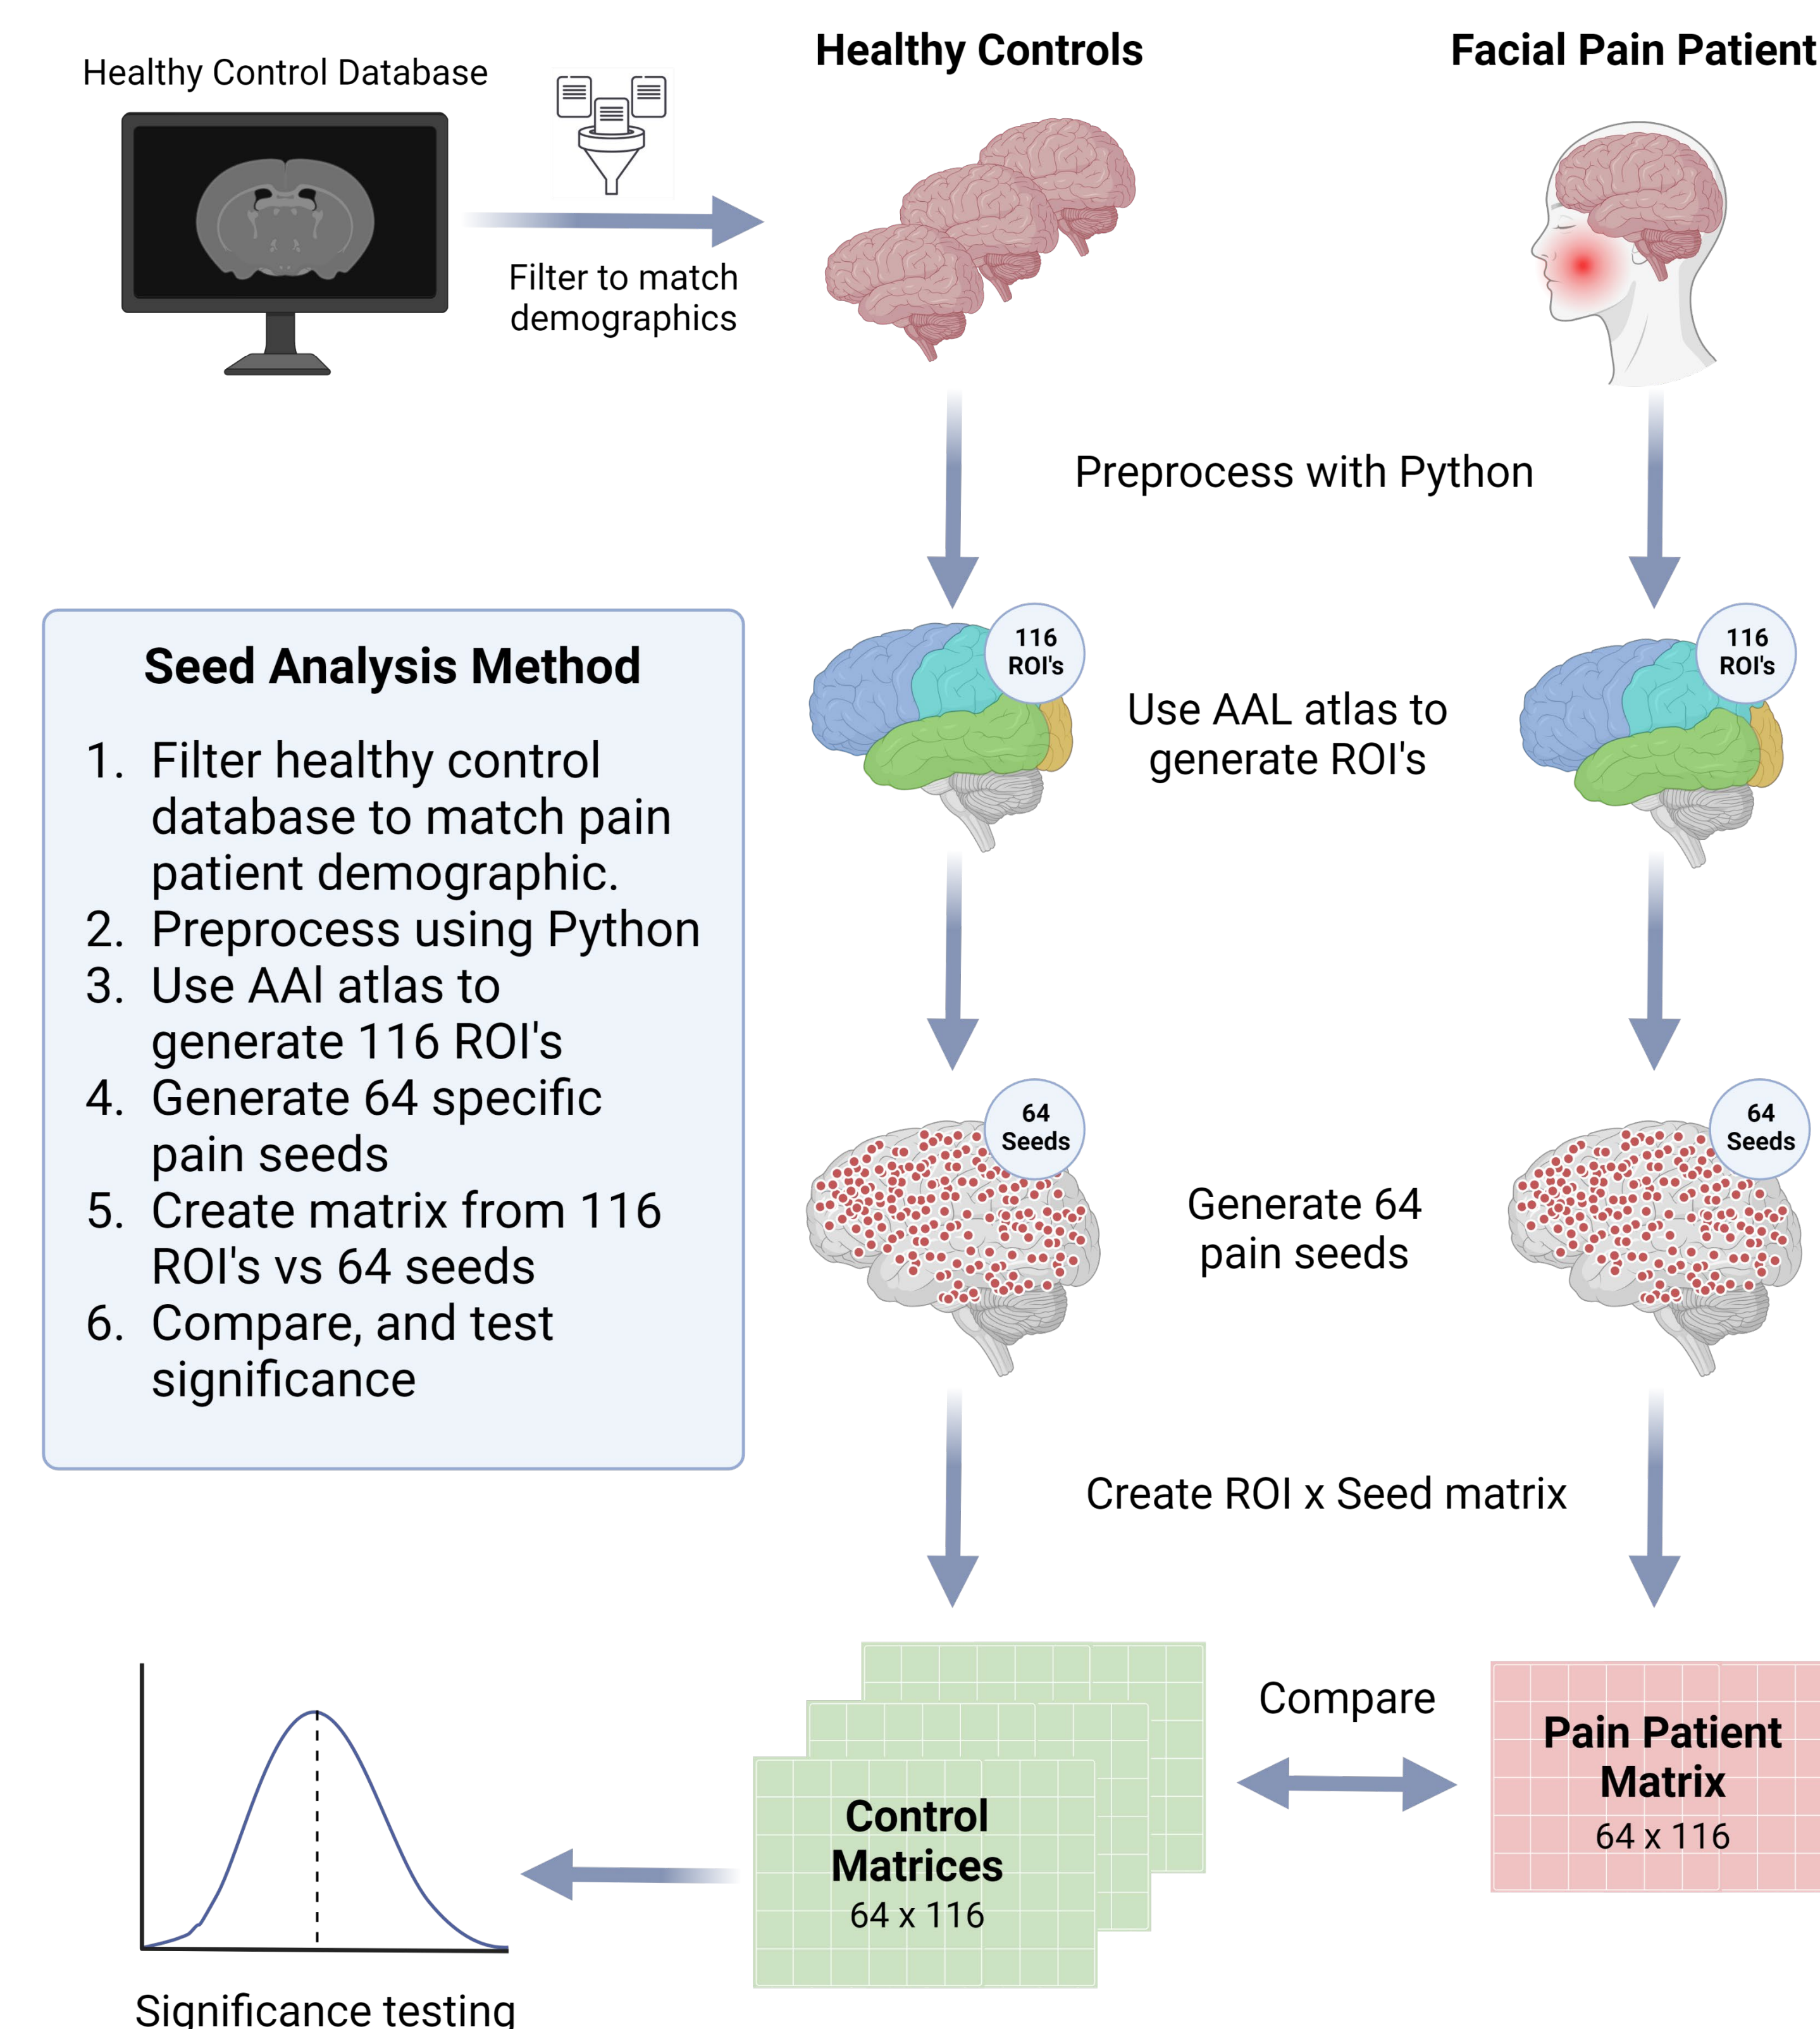 Healthy Control Database
Filter to match
demographics
Healthy Controls
Facial Pain Patient
Preprocess with Python
116
ROI's
Use AAL atlas to
generate ROI's
116
ROI's
Seed Analysis Method
1. Filter healthy control
database to match pain
patient demographic.
2. Preprocess using Python
3. Use AAl atlas to
generate 116 ROI's
4. Generate 64 specific
pain seeds
5. Create matrix from 116
ROI's vs 64 seeds
6. Compare, and test
significance
64
Seeds
Generate 64
pain seeds
64
Seeds
Create ROI x Seed matrix
Control
Matrices
64 x 116
Compare
Pain Patient
Matrix
64 x 116
Significance testing